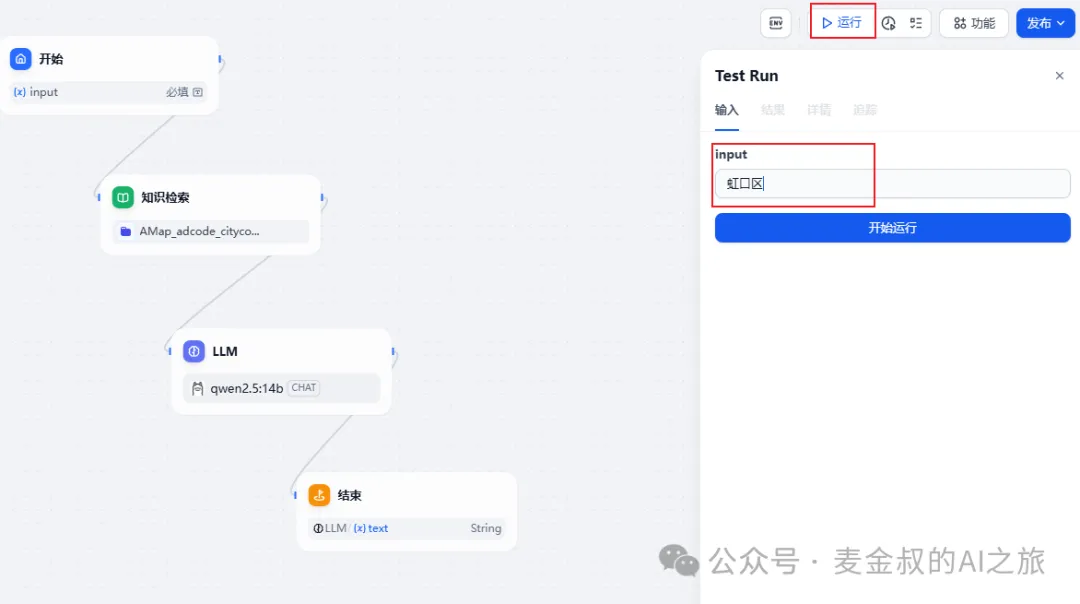 ENV
运行
功能
发布
开始
(x) input
必填
知识检索
AMap_adcode_cityco...
LLM
qwen2.5:14b CHAT
结束
LLM / (x) text String
Test Run
输入 结果 详情 追踪
input
虹口区
开始运行
公众号 · 麦金叔的AI之旅